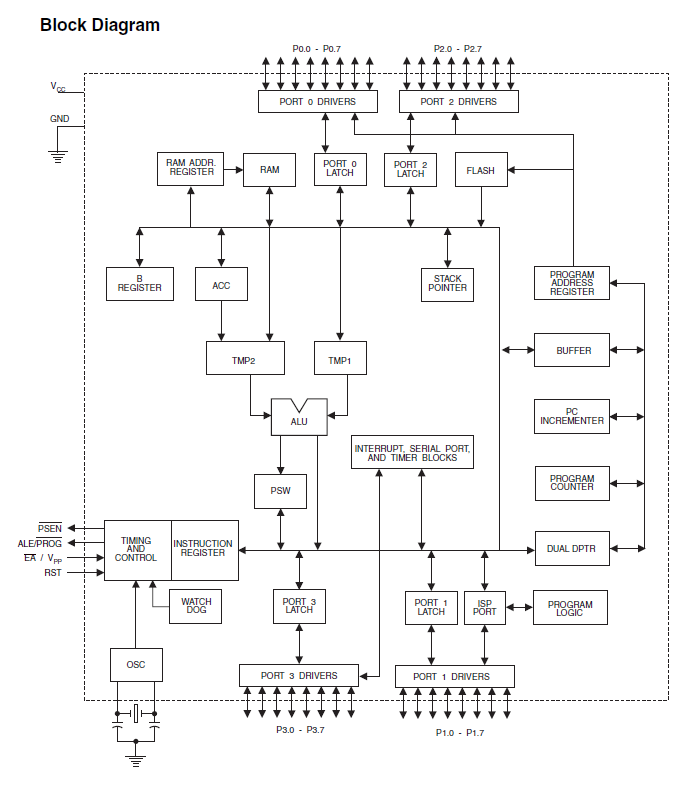 Block Diagram
P0.0 - P0.7
P2.0 - P2.7
VCC
PORT 0 DRIVERS
PORT 2 DRIVERS
GND
RAM ADDR.
REGISTER
RAM
PORT 0
LATCH
PORT 2
LATCH
FLASH
B
REGISTER
ACC
STACK
POINTER
PROGRAM
ADDRESS
REGISTER
TMP2
TMP1
BUFFER
ALU
PC
INCREMENTER
INTERRUPT, SERIAL PORT,
AND TIMER BLOCKS
PSW
PROGRAM
COUNTER
PSEN
ALE/PROG
EA / VPP
RST
TIMING
AND
CONTROL
INSTRUCTION
REGISTER
DUAL DPTR
WATCH
DOG
PORT 3
LATCH
PORT 1
LATCH
ISP
PORT
PROGRAM
LOGIC
OSC
PORT 3 DRIVERS
PORT 1 DRIVERS
P3.0 - P3.7
P1.0 - P1.7